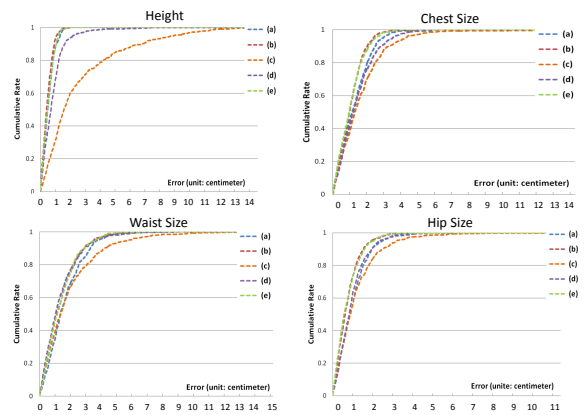 Height
Cumulative Rate
1
0.8
0.6
0.4
0.2
0
0 1 2 3 4 5 6 7 8 9 10 11 12 13 14
Error (unit: centimeter)
(a)
(b)
(c)
(d)
(e)
Chest Size
Cumulative Rate
1
0.8
0.6
0.4
0.2
0
0 1 2 3 4 5 6 7 8 9 10 11 12 13 14
Error (unit: centimeter)
(a)
(b)
(c)
(d)
(e)
Waist Size
Cumulative Rate
1
0.8
0.6
0.4
0.2
0
0 1 2 3 4 5 6 7 8 9 10 11 12 13 15
Error (unit: centimeter)
(a)
(b)
(c)
(d)
(e)
Hip Size
Cumulative Rate
1
0.8
0.6
0.4
0.2
0
0 1 2 3 4 5 6 7 8 9 10 11
Error (unite: centimeter)
(a)
(b)
(c)
(d)
(e)